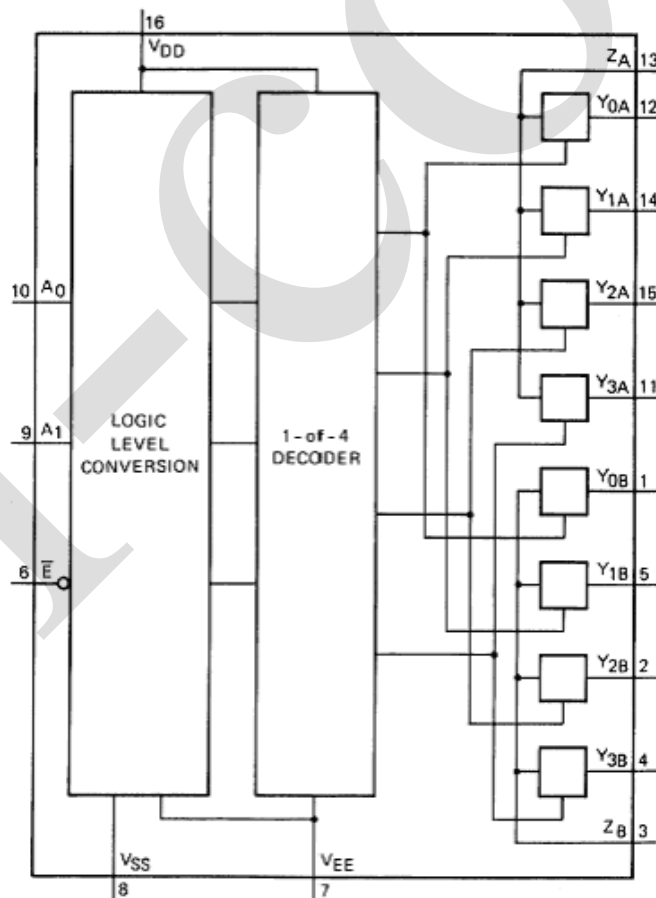 16
VDD
ZA 13
Y0A 12
Y1A 14
10 A0
Y2A 15
Y3A 11
9 A1
LOGIC
LEVEL
CONVERSION
1-of-4
DECODER
Y0B 1
6 E̅
Y1B 5
Y2B 2
Y3B 4
ZB 3
VSS
8
VEE
7